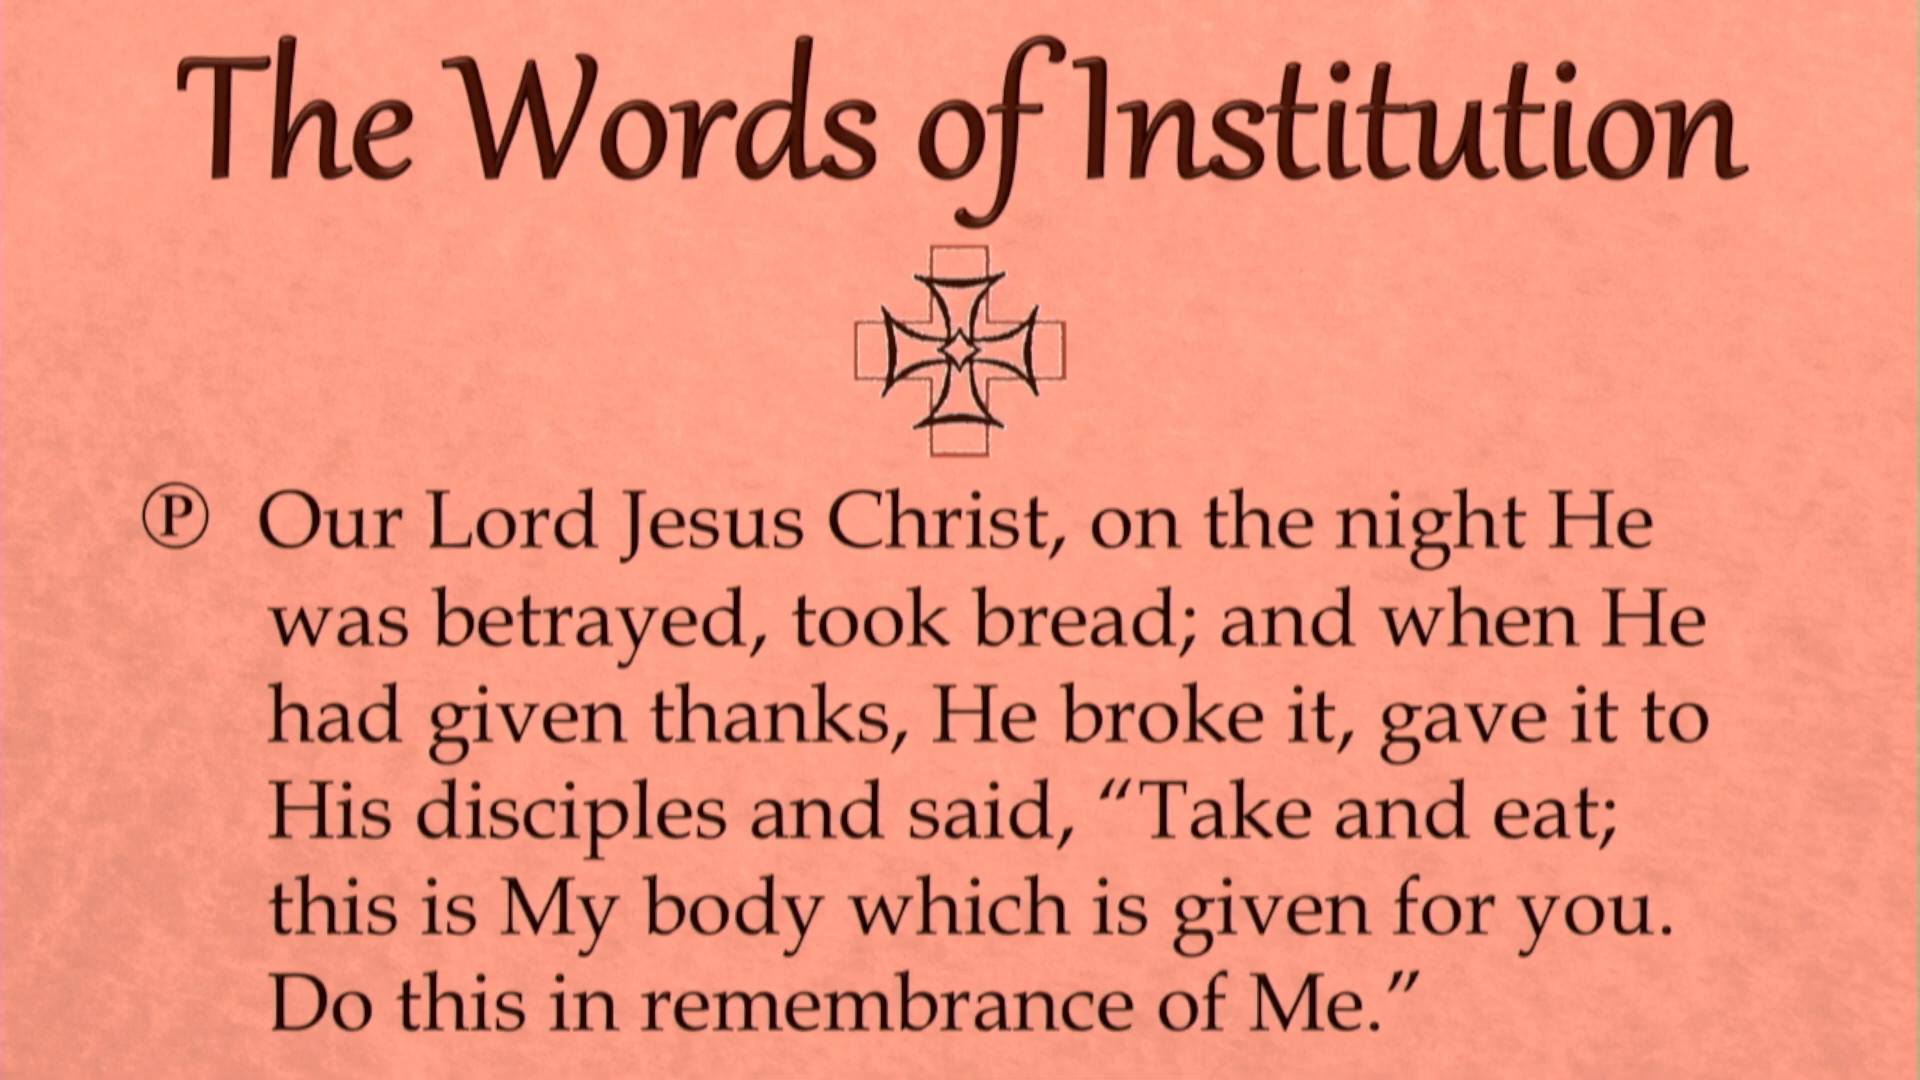 The Words of Institution
Ⓟ Our Lord Jesus Christ, on the night He
was betrayed, took bread; and when He
had given thanks, He broke it, gave it to
His disciples and said, “Take and eat;
this is My body which is given for you.
Do this in remembrance of Me.”